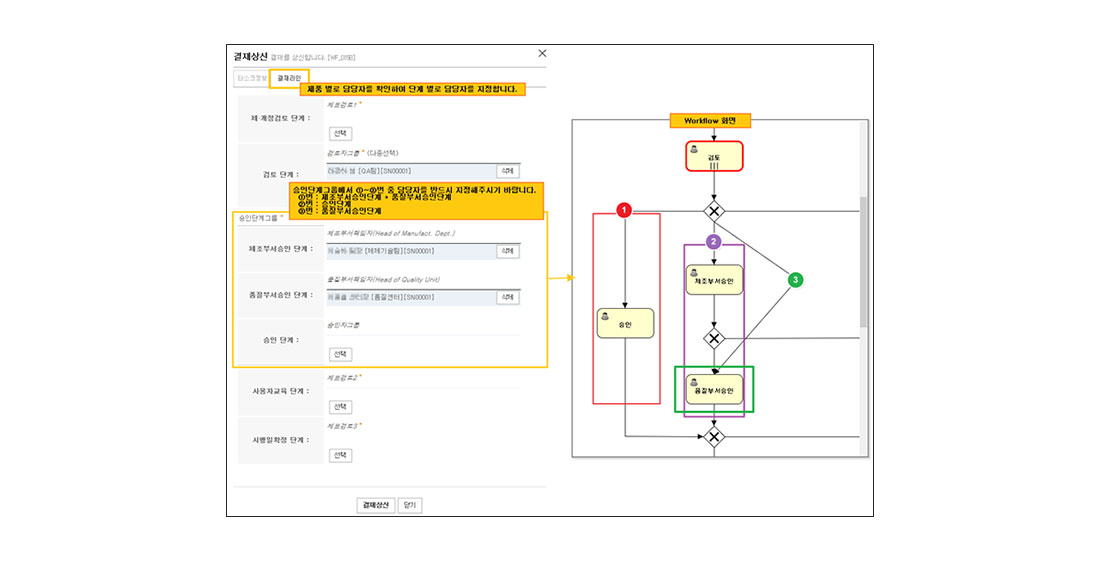 결재상신 결재를 상신합니다. [WF_015B]
타스크정보 결재라인
제품 별로 담당자를 확인하여 단계 별로 담당자를 지정합니다.
제·개정검토 단계 :
제프검토1 *
선택
검토 단계 :
검토자그룹 * (다중선택)
[QA팀][SN00001] 삭제
승인단계그룹에서 ①~③번 중 담당자를 반드시 지정해주시기 바랍니다.
①번 : 제조부서승인단계 + 품질부서승인단계
②번 : 승인단계
③번 : 품질부서승인단계
승인단계그룹 *
제조부서승인 단계 :
제조부서책임자(Head of Manufact. Dept.)
[제제기술팀][SN00001] 삭제
품질부서승인 단계 :
품질부서책임자(Head of Quality Unit)
[품질센터][SN00001] 삭제
승인 단계 :
승인자그룹
선택
사용자교육 단계 :
제프검토2 *
선택
시행일확정 단계 :
제프검토3 *
선택
결재상신 닫기
Workflow 화면
검토
1
2
3
제조부서승인
승인
품질부서승인